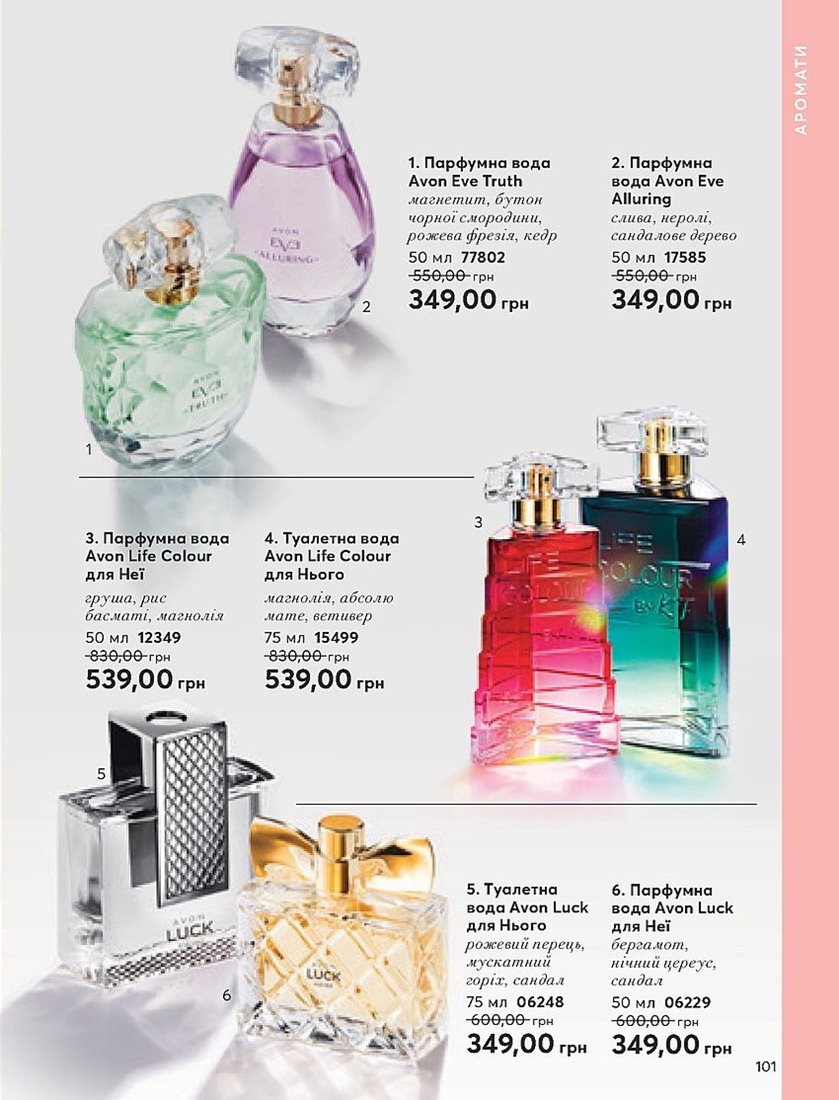 АРОМАТИ
AVON
EV3
•ALLURING•
AVON
EV3
•TRUTH•
2
1
1. Парфумна вода
Avon Eve Truth
магнетит, бутон
чорної смородини,
рожева фрезія, кедр
50 мл 77802
550,00 грн
349,00 грн
2. Парфумна
вода Avon Eve
Alluring
слива, неролі,
сандалове дерево
50 мл 17585
550,00 грн
349,00 грн
3. Парфумна вода
Avon Life Colour
для Неї
груша, рис
басматі, магнолія
50 мл 12349
830,00 грн
539,00 грн
4. Туалетна вода
Avon Life Colour
для Нього
магнолія, абсолю
мате, ветивер
75 мл 15499
830,00 грн
539,00 грн
3
4
LIFE
COLOUR
LIFE
COLOUR
BY
5
6
AVON
LUCK
LUCK
5. Туалетна
вода Avon Luck
для Нього
рожевий перець,
мускатний
горіх, сандал
75 мл 06248
600,00 грн
349,00 грн
6. Парфумна
вода Avon Luck
для Неї
бергамот,
нічний цереус,
сандал
50 мл 06229
600,00 грн
349,00 грн
101